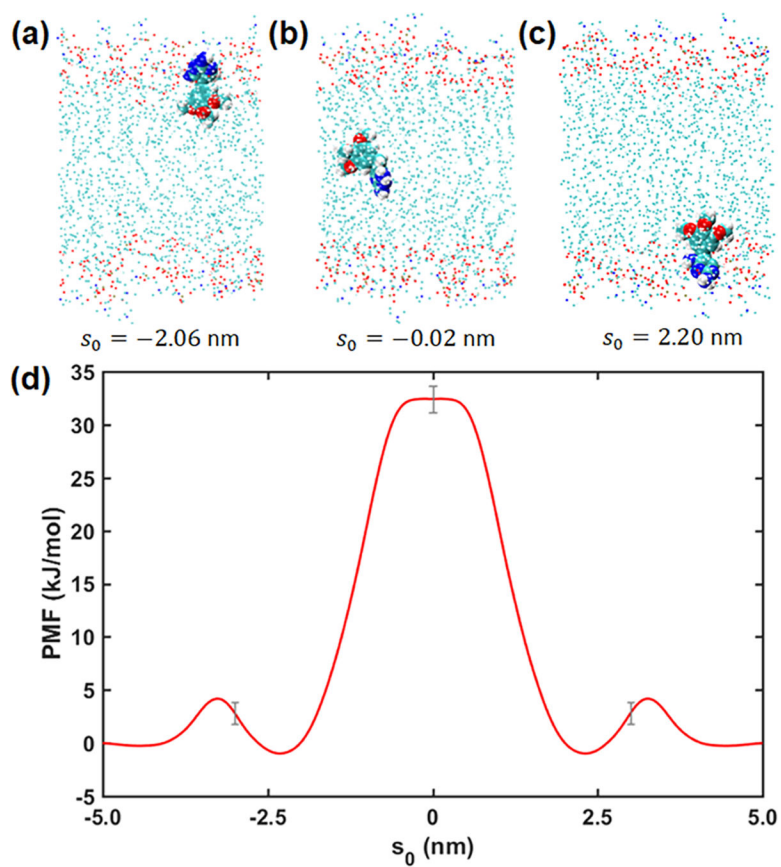 (a) (b) (c)
s₀ = −2.06 nm s₀ = −0.02 nm s₀ = 2.20 nm
(d)
35
30
25
20
15
10
5
0
-5
PMF (kJ/mol)
-5.0 -2.5 0 2.5 5.0
s₀ (nm)